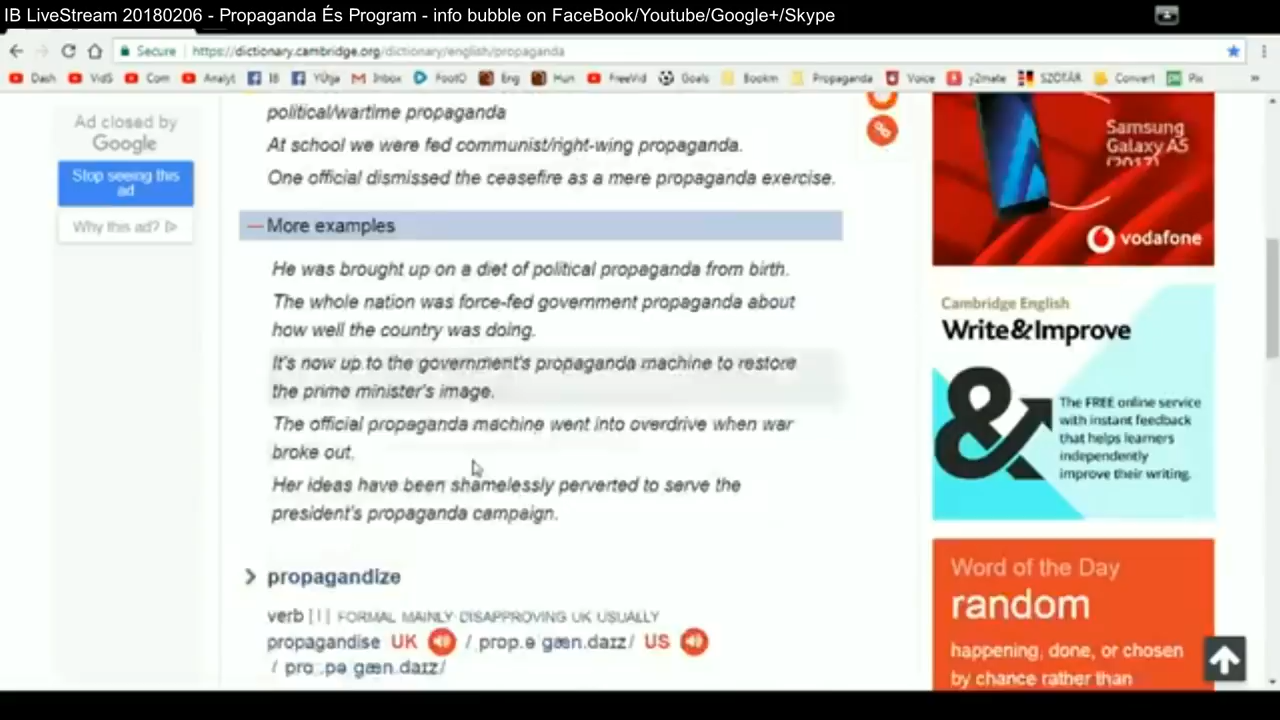 IB LiveStream 20180206 - Propaganda És Program - info bubble on FaceBook/Youtube/Google+/Skype
Secure https://dictionary.cambridge.org/dictionary/english/propaganda
Dash VidS Com Analyt IB YÚjta Inbox FootO Eng Hun FreeVid Goals Bookm Propaganda Voice y2mate SZÓTÁR Convert Pix »
Ad closed by
Google
Stop seeing this
ad
Why this ad?
political/wartime propaganda
At school we were fed communist/right-wing propaganda.
One official dismissed the ceasefire as a mere propaganda exercise.
— More examples
He was brought up on a diet of political propaganda from birth.
The whole nation was force-fed government propaganda about
how well the country was doing.
It's now up to the government's propaganda machine to restore
the prime minister's image.
The official propaganda machine went into overdrive when war
broke out.
Her ideas have been shamelessly perverted to serve the
president's propaganda campaign.
propagandize
verb [I] FORMAL MAINLY DISAPPROVING UK USUALLY
propagandise UK /ˌprɒp.əˈɡæn.daɪz/ US
/ˌprɑː.pəˈɡæn.daɪz/
Samsung
Galaxy A5
(2017)
vodafone
Cambridge English
Write&Improve
&
The FREE online service
with instant feedback
that helps learners
independently
improve their writing.
Word of the Day
random
happening, done, or chosen
by chance rather than